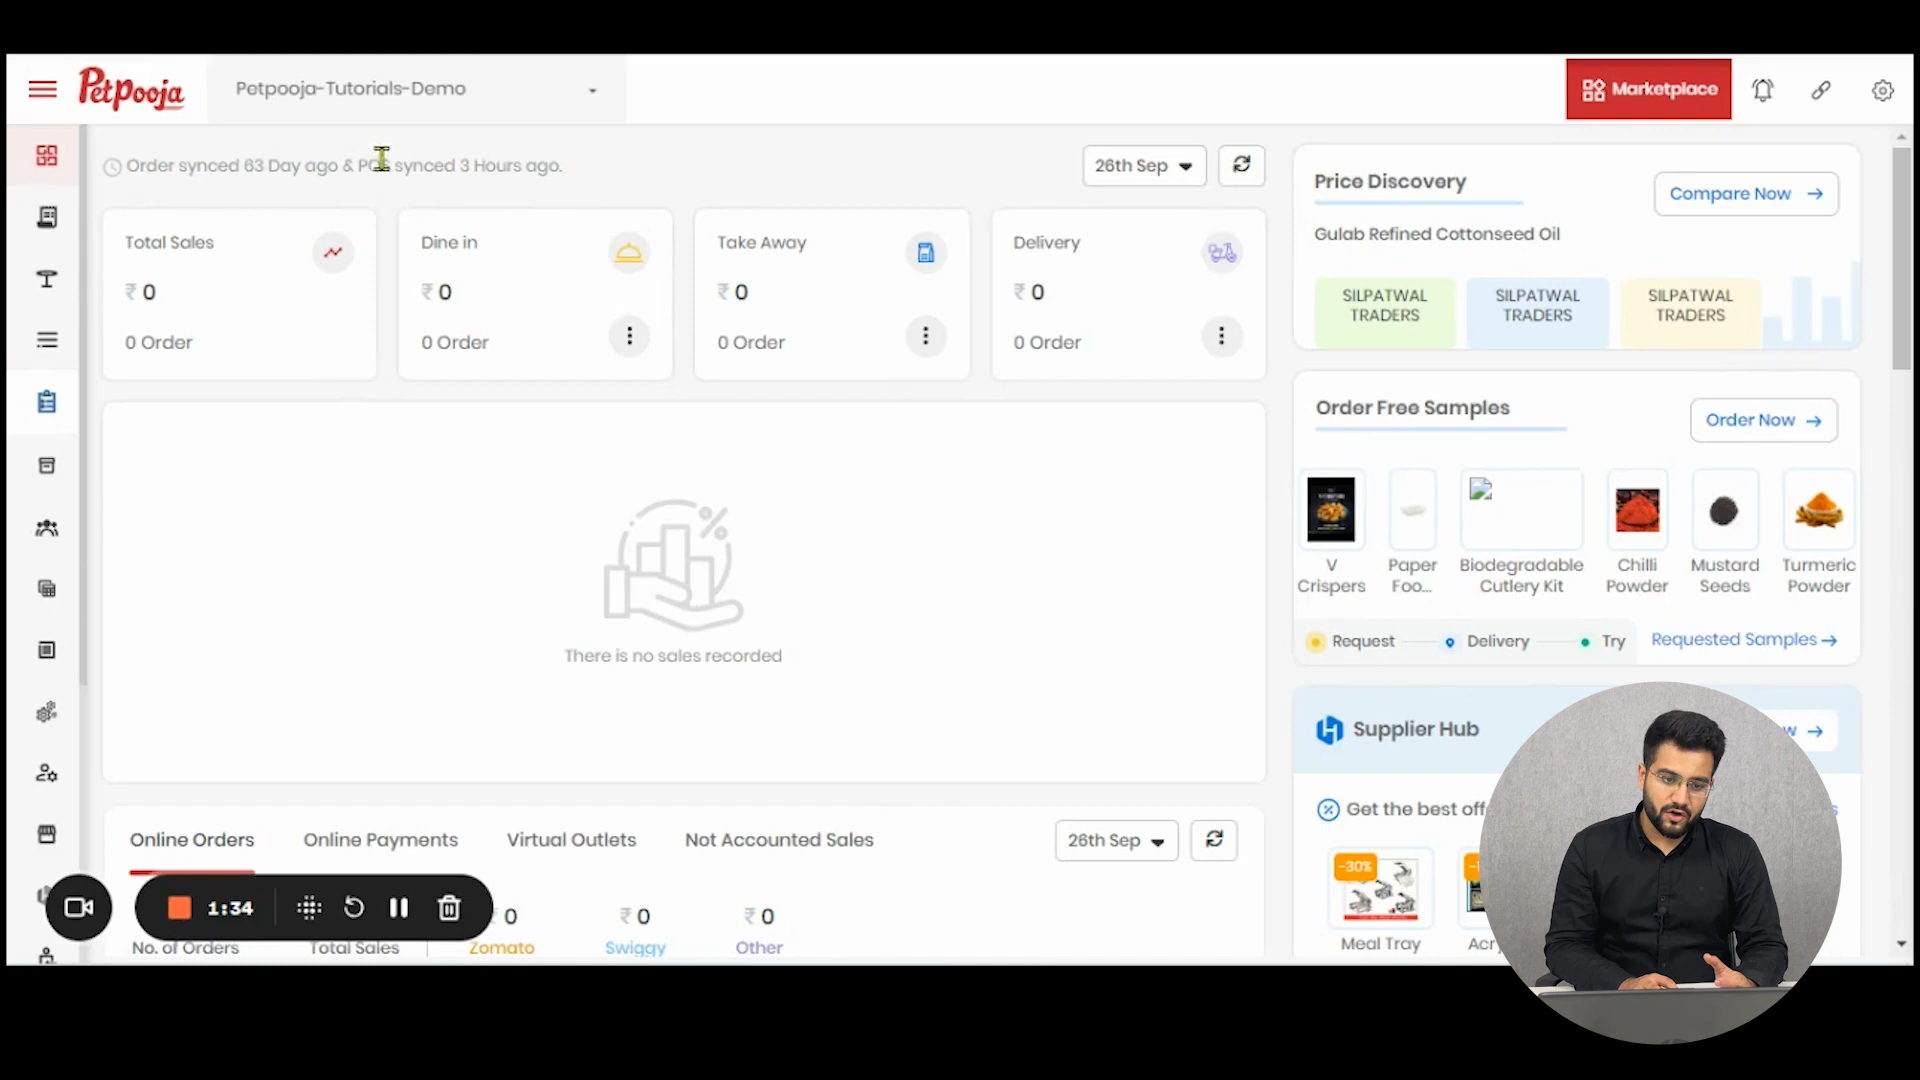 Petpooja
Petpooja-Tutorials-Demo
Marketplace
Order synced 63 Day ago & POS synced 3 Hours ago.
26th Sep
Total Sales
₹ 0
0 Order
Dine in
₹ 0
0 Order
Take Away
₹ 0
0 Order
Delivery
₹ 0
0 Order
There is no sales recorded
Price Discovery
Compare Now →
Gulab Refined Cottonseed Oil
SILPATWAL
TRADERS
SILPATWAL
TRADERS
SILPATWAL
TRADERS
Order Free Samples
Order Now →
V
Crispers
Paper
Foo...
Biodegradable
Cutlery Kit
Chilli
Powder
Mustard
Seeds
Turmeric
Powder
Request
Delivery
Try
Requested Samples →
Supplier Hub
w →
Get the best off
-30%
Meal Tray
Acry
Online Orders
Online Payments
Virtual Outlets
Not Accounted Sales
26th Sep
1:34
0
₹ 0
₹ 0
No. of Orders
Total Sales
Zomato
Swiggy
Other